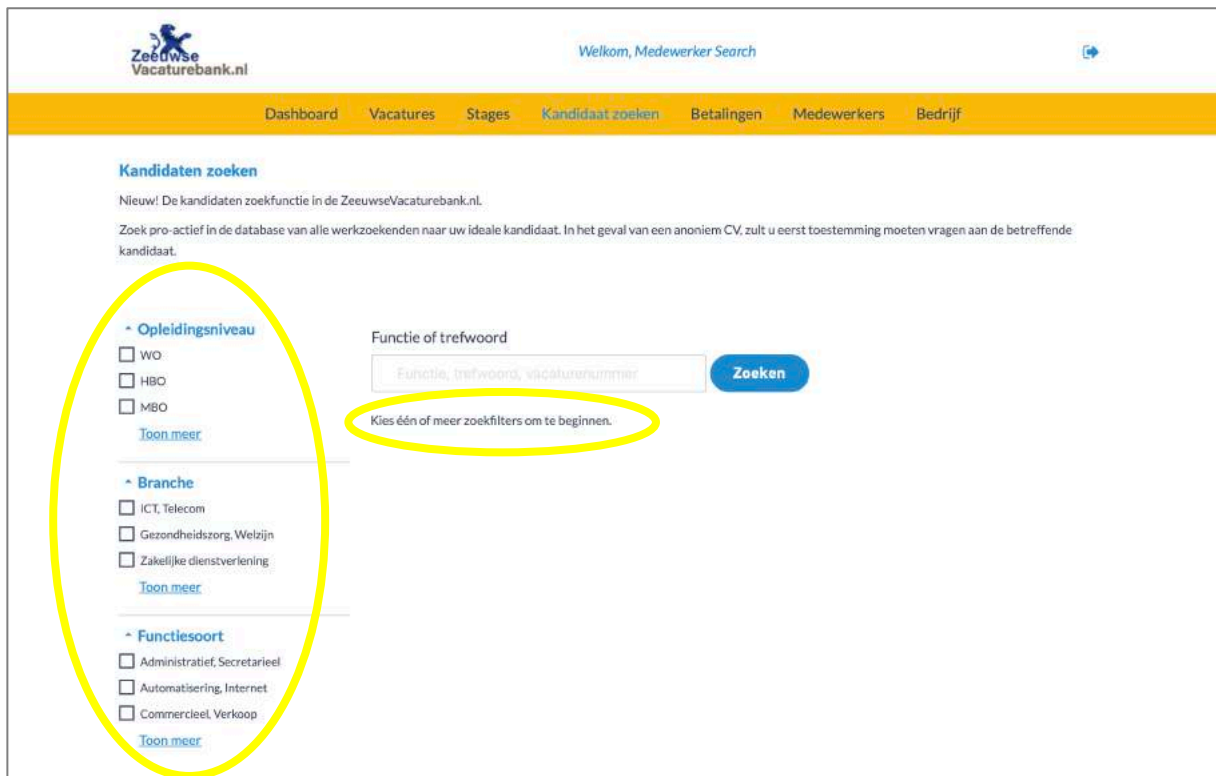 Zeeuwse
Vacaturebank.nl
Welkom, Medewerker Search
Dashboard Vacatures Stages Kandidaat zoeken Betalingen Medewerkers Bedrijf
Kandidaten zoeken
Nieuw! De kandidaten zoekfunctie in de ZeeuwseVacaturebank.nl.
Zoek pro-actief in de database van alle werkzoekenden naar uw ideale kandidaat. In het geval van een anoniem CV, zult u eerst toestemming moeten vragen aan de betreffende
kandidaat.
Opleidingsniveau
WO
HBO
MBO
Toon meer
Branche
ICT, Telecom
Gezondheidszorg, Welzijn
Zakelijke dienstverlening
Toon meer
Functiesoort
Administratief, Secretarieel
Automatisering, Internet
Commercieel, Verkoop
Toon meer
Functie of trefwoord
Functie, trefwoord, vacaturenummer
Zoeken
Kies één of meer zoekfilters om te beginnen.